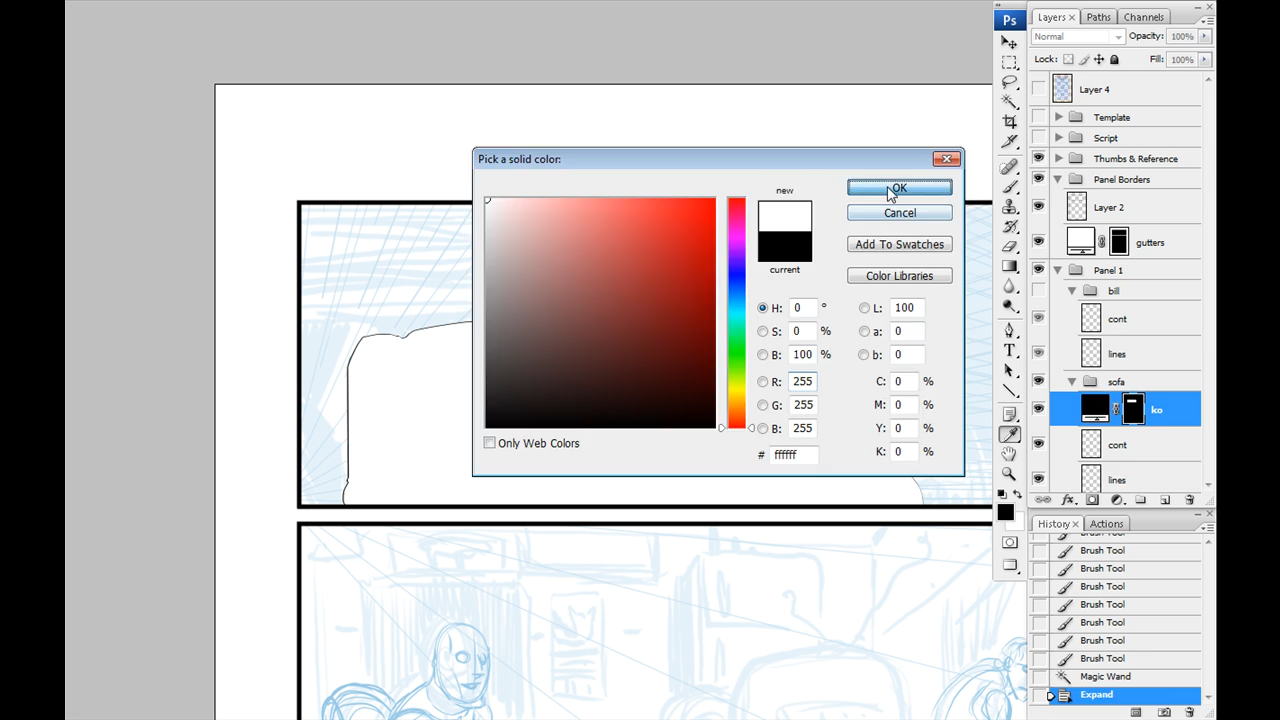 Ps
Layers × Paths Channels
Normal Opacity: 100%
Lock: Fill: 100%
Layer 4
Template
Script
Thumbs & Reference
Panel Borders
Layer 2
gutters
Panel 1
bill
cont
lines
sofa
ko
cont
lines
fx
History × Actions
Brush Tool
Brush Tool
Brush Tool
Brush Tool
Brush Tool
Brush Tool
Brush Tool
Brush Tool
Magic Wand
Expand
Pick a solid color:
new
current
OK
Cancel
Add To Swatches
Color Libraries
H: 0 ° L: 100
S: 0 % a: 0
B: 100 % b: 0
R: 255 C: 0 %
G: 255 M: 0 %
B: 255 Y: 0 %
# ffffff K: 0 %
Only Web Colors
T